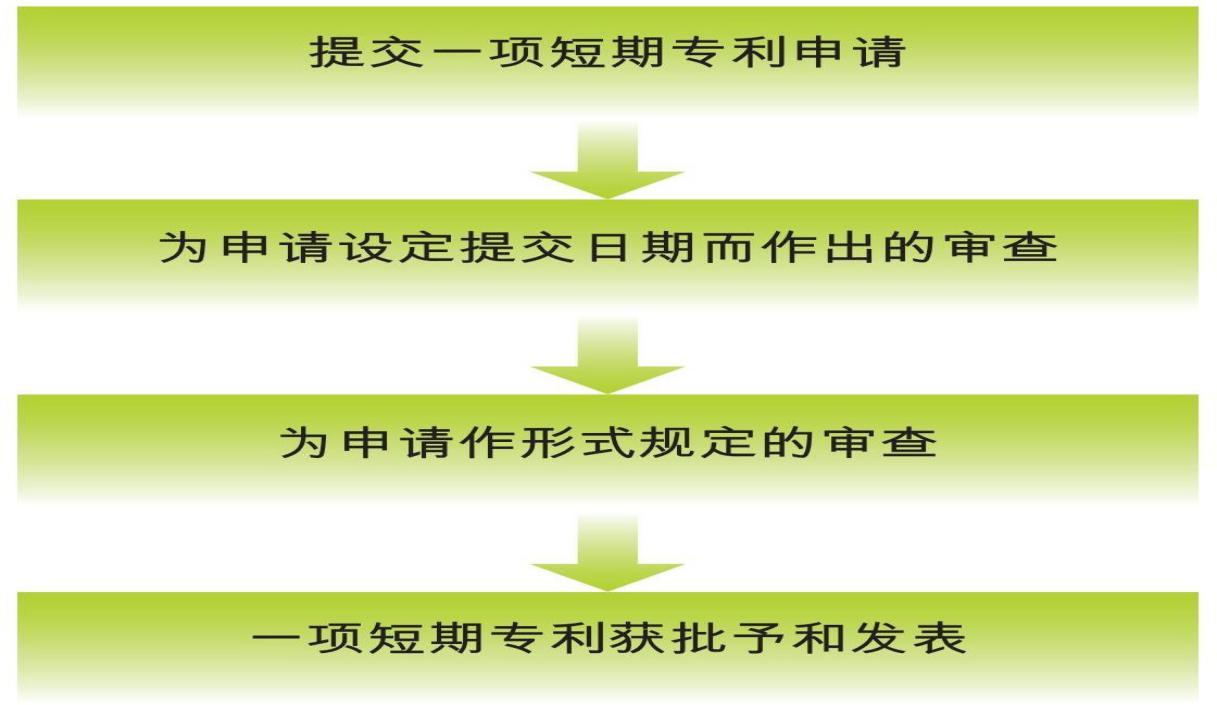 提交一项短期专利申请
为申请设定提交日期而作出的审查
为申请作形式规定的审查
一项短期专利获批予和发表